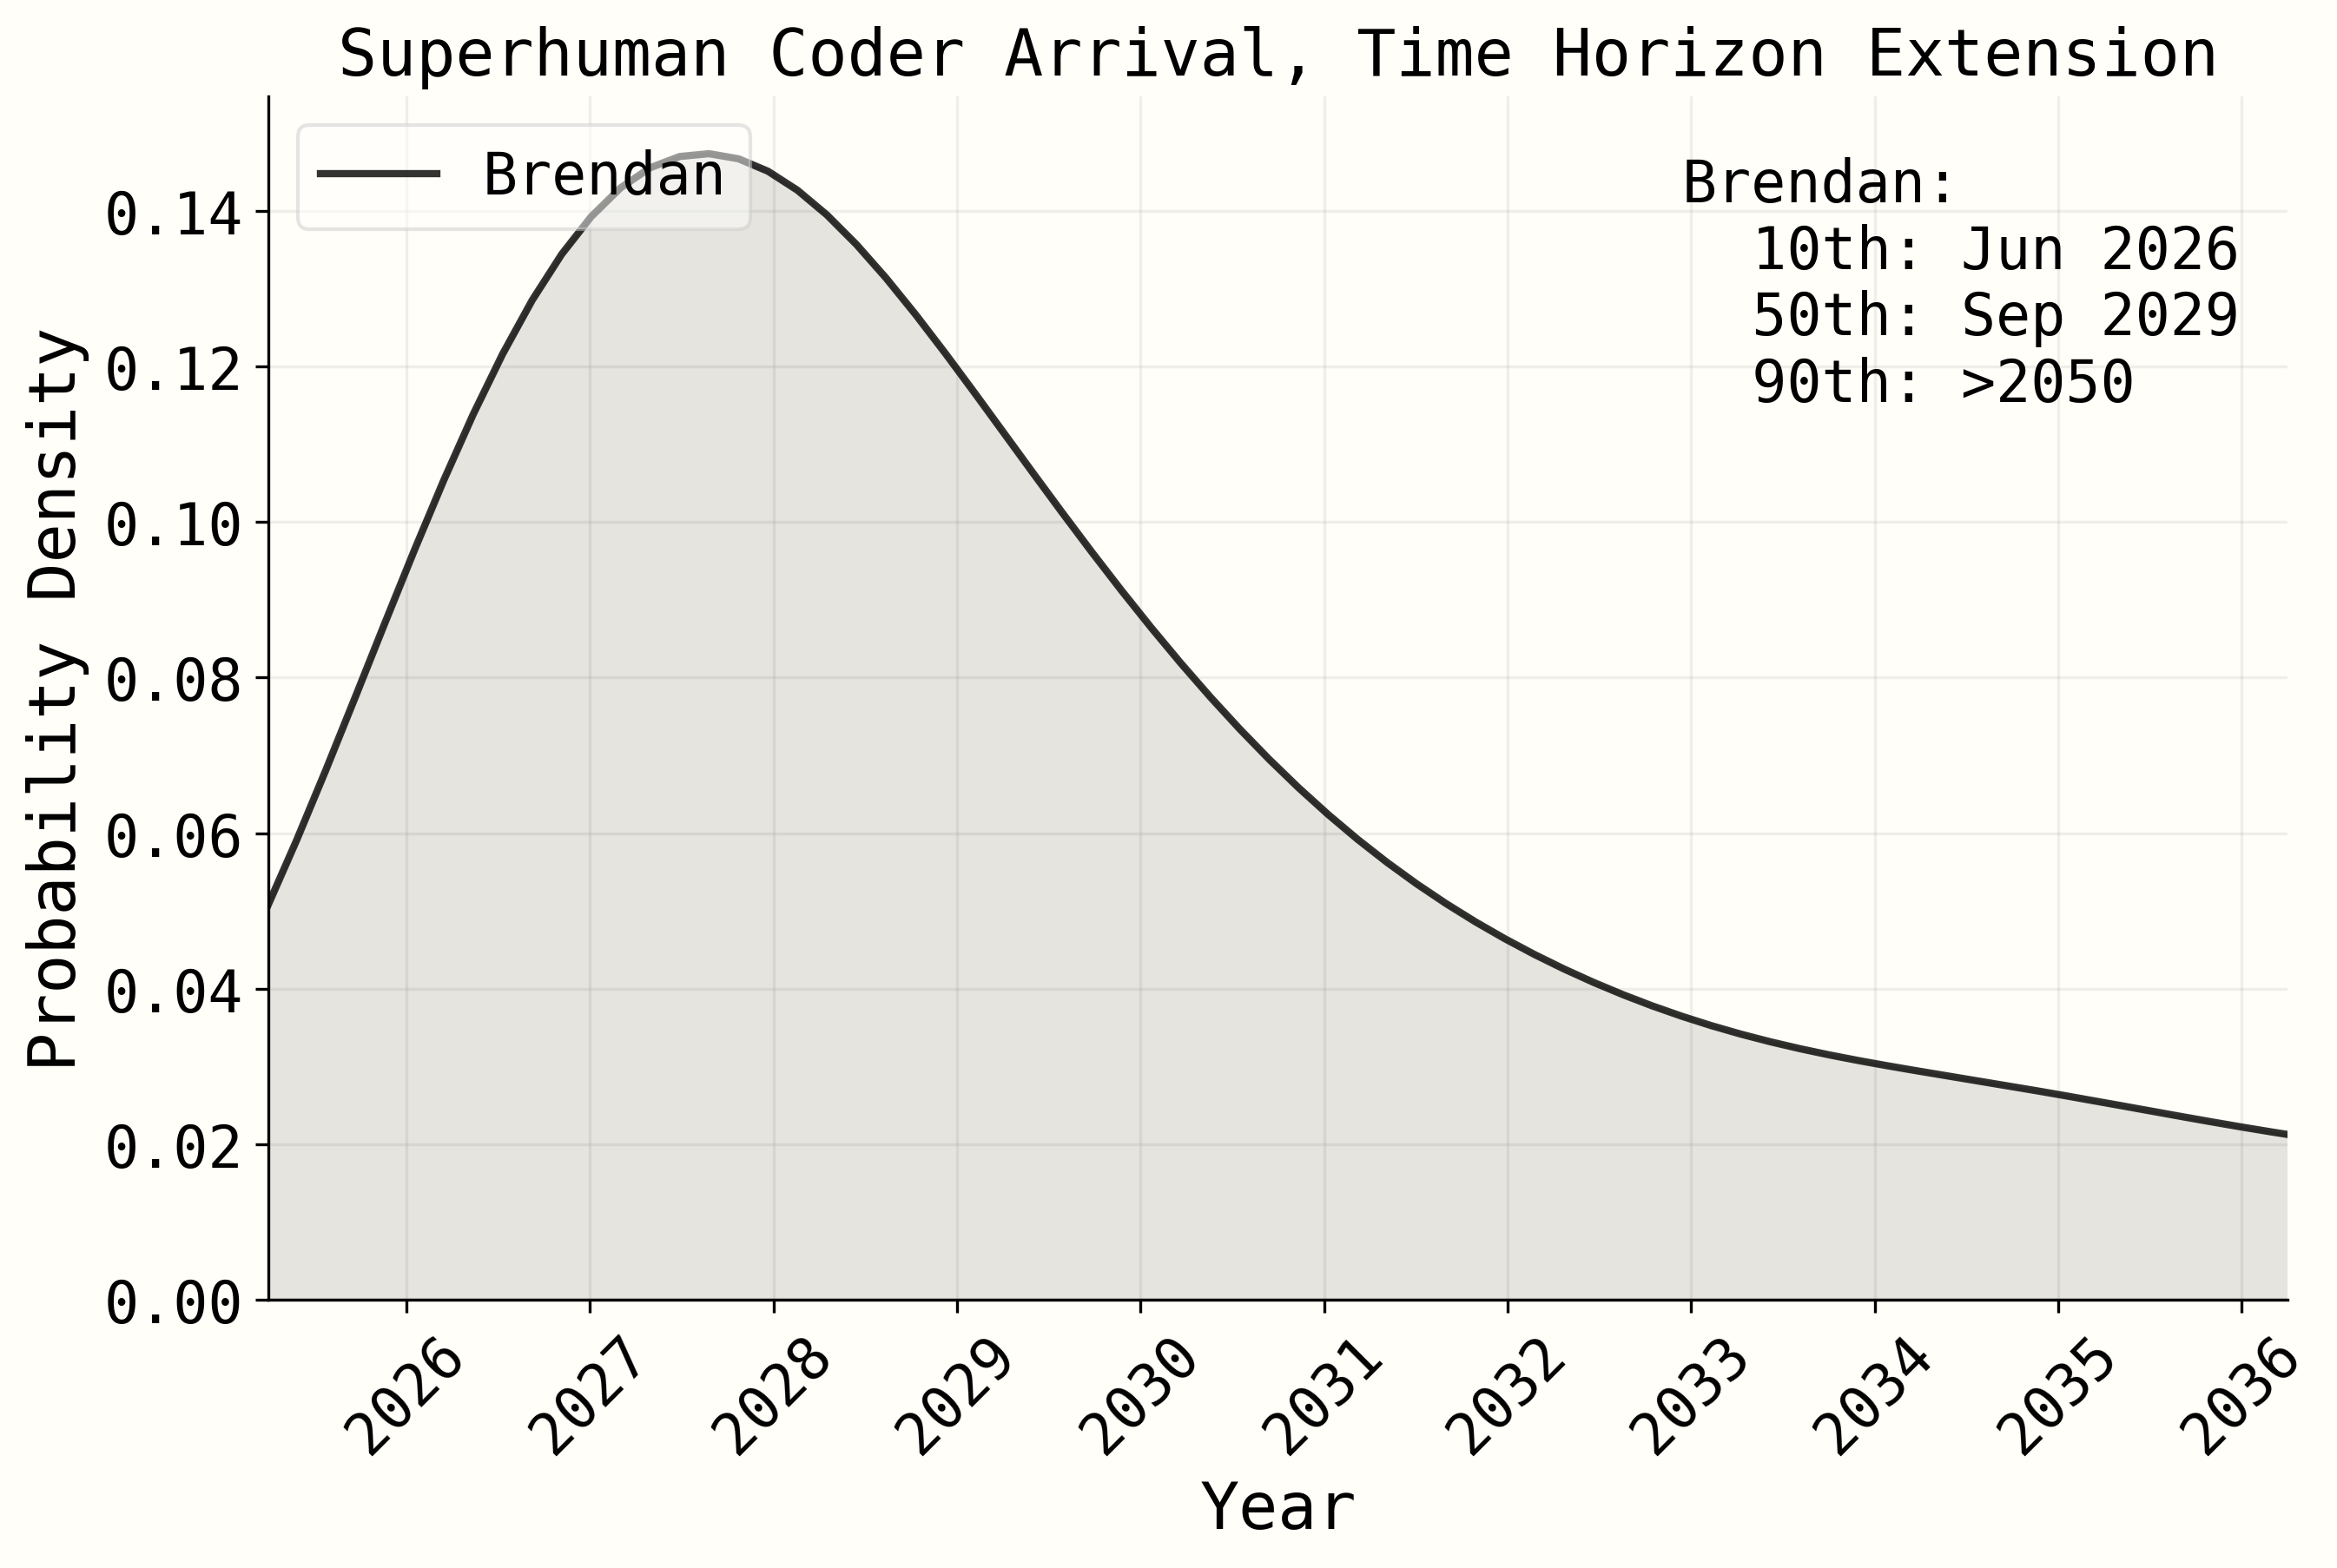 Superhuman Coder Arrival, Time Horizon Extension
Brendan
Brendan:
10th: Jun 2026
50th: Sep 2029
90th: >2050
Probability Density
0.14
0.12
0.10
0.08
0.06
0.04
0.02
0.00
2026
2027
2028
2029
2030
2031
2032
2033
2034
2035
2036
Year